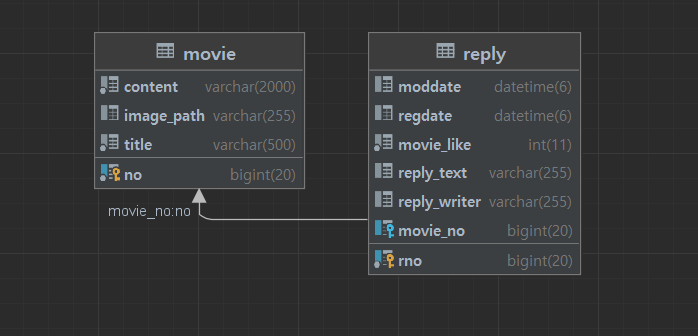 movie
content varchar(2000)
image_path varchar(255)
title varchar(500)
no bigint(20)
movie_no:no
reply
moddate datetime(6)
regdate datetime(6)
movie_like int(11)
reply_text varchar(255)
reply_writer varchar(255)
movie_no bigint(20)
rno bigint(20)